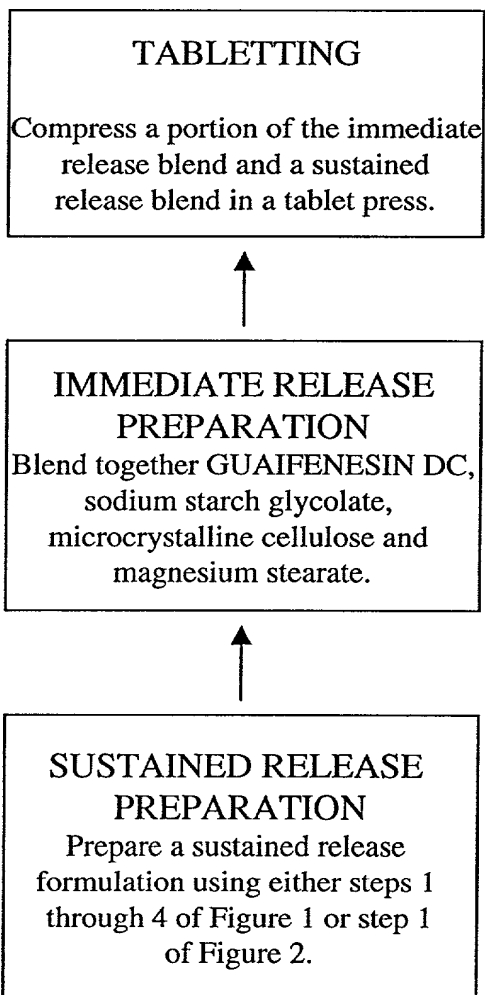 TABLETTING
Compress a portion of the immediate
release blend and a sustained
release blend in a tablet press.
IMMEDIATE RELEASE
PREPARATION
Blend together GUAIFENESIN DC,
sodium starch glycolate,
microcrystalline cellulose and
magnesium stearate.
SUSTAINED RELEASE
PREPARATION
Prepare a sustained release
formulation using either steps 1
through 4 of Figure 1 or step 1
of Figure 2.